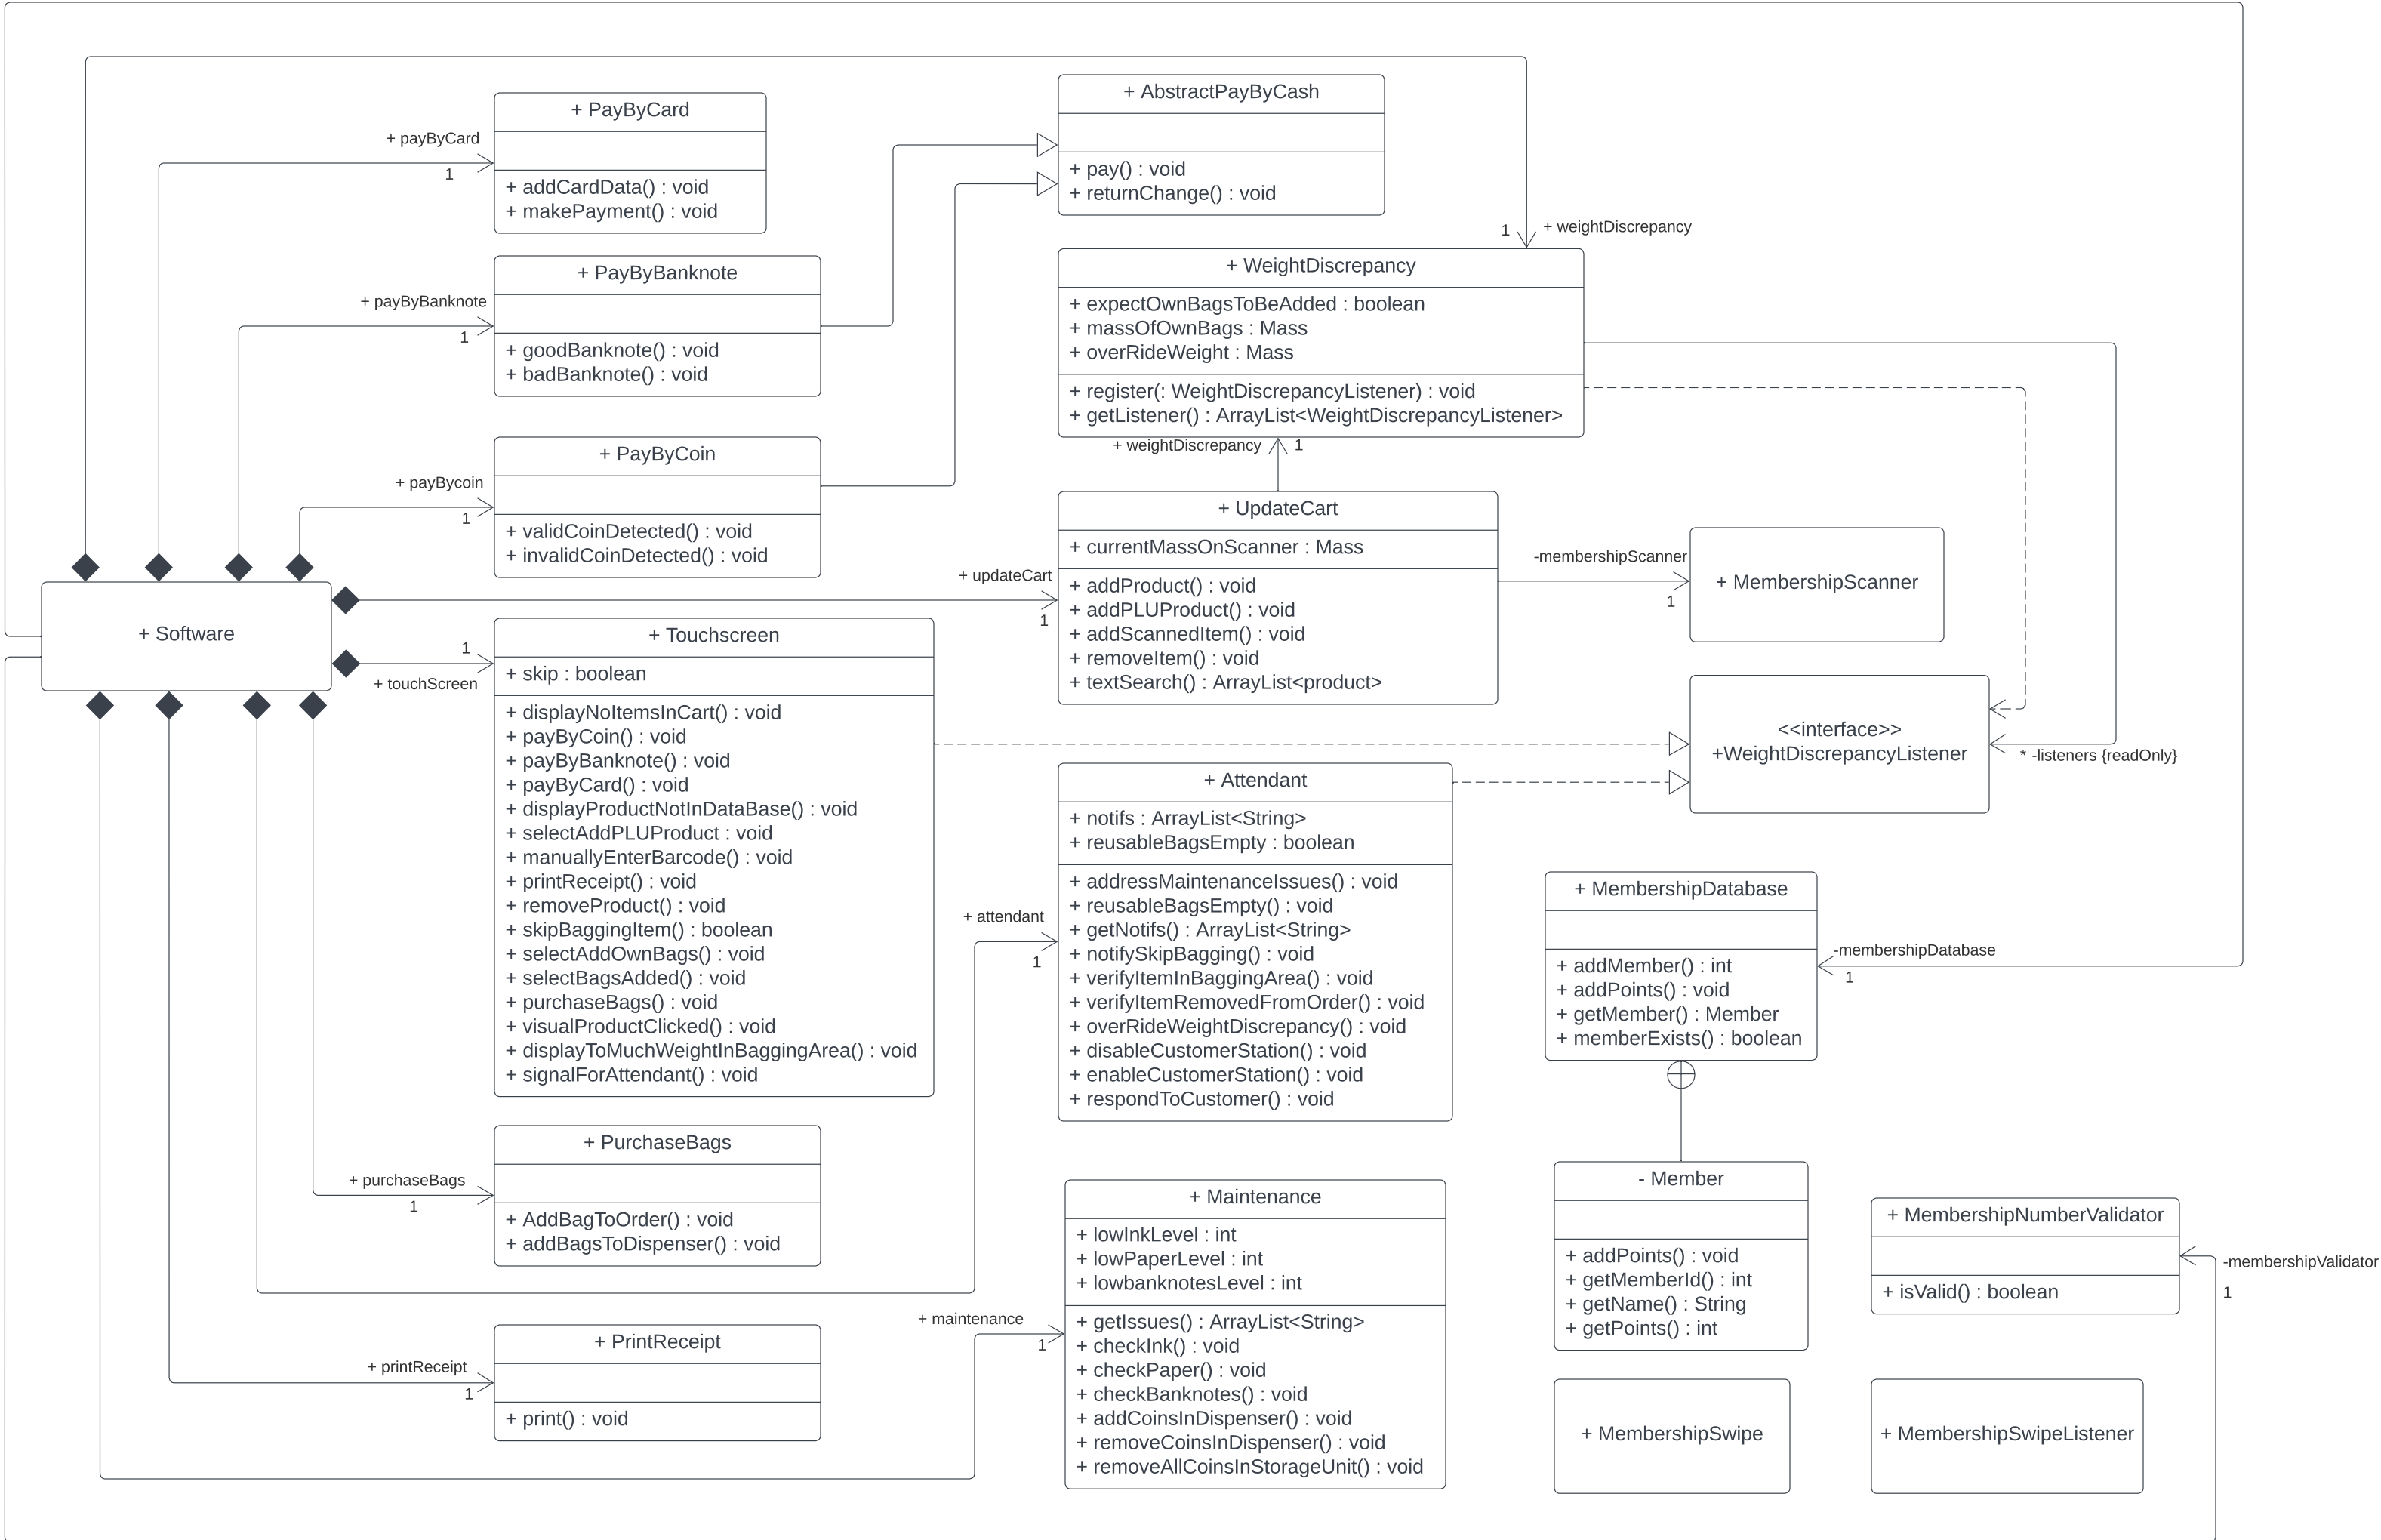 + PayByCard
+ addCardData() : void
+ makePayment() : void
+ payByCard
1
+ AbstractPayByCash
+ pay() : void
+ returnChange() : void
+ PayByBanknote
+ goodBanknote() : void
+ badBanknote() : void
+ payByBanknote
1
1
+ weightDiscrepancy
+ WeightDiscrepancy
+ expectOwnBagsToBeAdded : boolean
+ massOfOwnBags : Mass
+ overRideWeight : Mass
+ register(: WeightDiscrepancyListener) : void
+ getListener() : ArrayList<WeightDiscrepancyListener>
+ weightDiscrepancy
1
+ PayByCoin
+ validCoinDetected() : void
+ invalidCoinDetected() : void
+ payBycoin
1
+ UpdateCart
+ currentMassOnScanner : Mass
+ addProduct() : void
+ addPLUProduct() : void
+ addScannedItem() : void
+ removeItem() : void
+ textSearch() : ArrayList<product>
+ updateCart
1
-membershipScanner
1
+ MembershipScanner
+ Software
1
+ touchScreen
+ Touchscreen
+ skip : boolean
+ displayNoItemsInCart() : void
+ payByCoin() : void
+ payByBanknote() : void
+ payByCard() : void
+ displayProductNotInDataBase() : void
+ selectAddPLUProduct : void
+ manuallyEnterBarcode() : void
+ printReceipt() : void
+ removeProduct() : void
+ skipBaggingItem() : boolean
+ selectAddOwnBags() : void
+ selectBagsAdded() : void
+ purchaseBags() : void
+ visualProductClicked() : void
+ displayToMuchWeightInBaggingArea() : void
+ signalForAttendant() : void
<<interface>>
+WeightDiscrepancyListener
* -listeners {readOnly}
+ Attendant
+ notifs : ArrayList<String>
+ reusableBagsEmpty : boolean
+ addressMaintenanceIssues() : void
+ reusableBagsEmpty() : void
+ getNotifs() : ArrayList<String>
+ notifySkipBagging() : void
+ verifyItemInBaggingArea() : void
+ verifyItemRemovedFromOrder() : void
+ overRideWeightDiscrepancy() : void
+ disableCustomerStation() : void
+ enableCustomerStation() : void
+ respondToCustomer() : void
+ attendant
1
+ MembershipDatabase
+ addMember() : int
+ addPoints() : void
+ getMember() : Member
+ memberExists() : boolean
-membershipDatabase
1
+ PurchaseBags
+ AddBagToOrder() : void
+ addBagsToDispenser() : void
+ purchaseBags
1
+ Maintenance
+ lowInkLevel : int
+ lowPaperLevel : int
+ lowbanknotesLevel : int
+ getIssues() : ArrayList<String>
+ checkInk() : void
+ checkPaper() : void
+ checkBanknotes() : void
+ addCoinsInDispenser() : void
+ removeCoinsInDispenser() : void
+ removeAllCoinsInStorageUnit() : void
+ maintenance
1
- Member
+ addPoints() : void
+ getMemberId() : int
+ getName() : String
+ getPoints() : int
+ MembershipNumberValidator
+ isValid() : boolean
-membershipValidator
1
+ PrintReceipt
+ print() : void
+ printReceipt
1
+ MembershipSwipe
+ MembershipSwipeListener